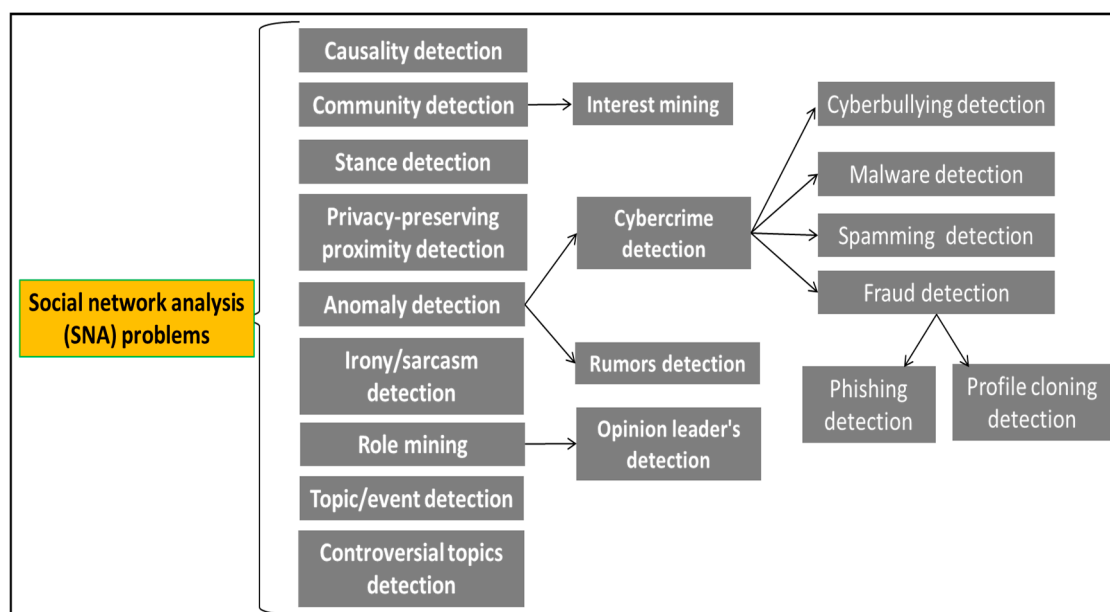 Social network analysis
(SNA) problems
Causality detection
Community detection
Interest mining
Stance detection
Privacy-preserving
proximity detection
Anomaly detection
Cybercrime
detection
Cyberbullying detection
Malware detection
Spamming  detection
Fraud detection
Phishing
detection
Profile cloning
detection
Rumors detection
Irony/sarcasm
detection
Role mining
Opinion leader's
detection
Topic/event detection
Controversial topics
detection